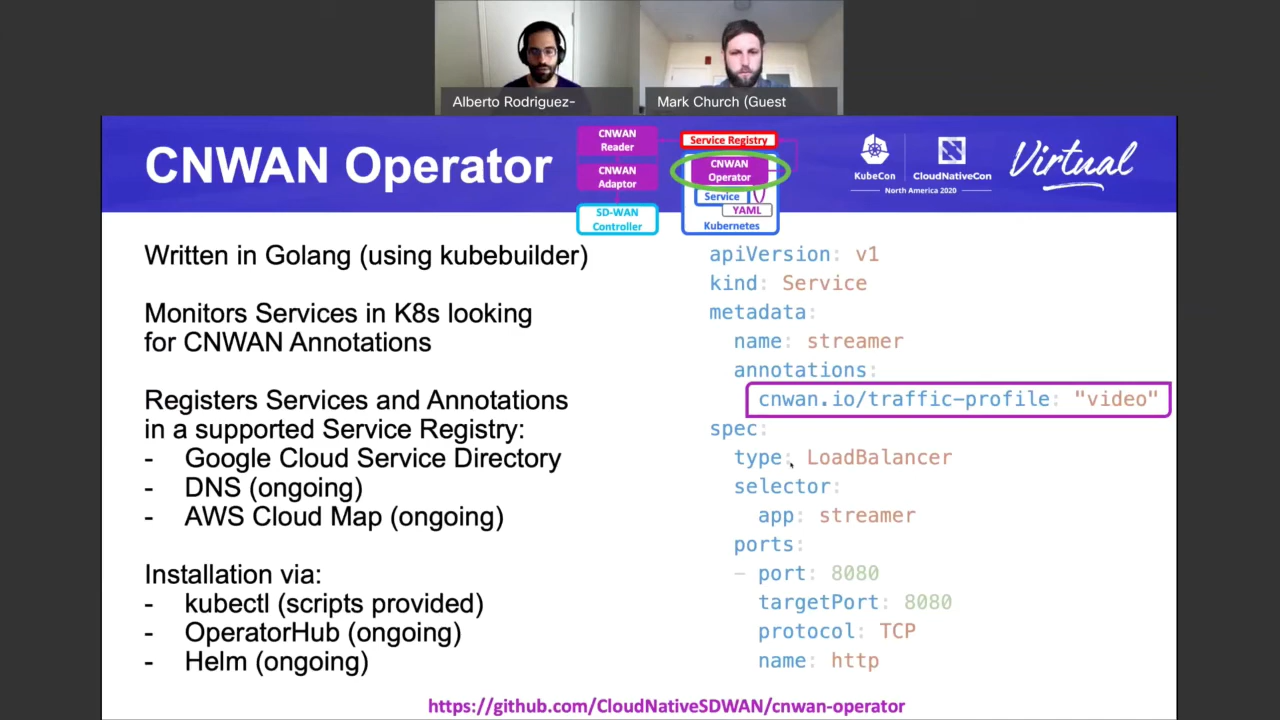 Alberto Rodriguez-
Mark Church (Guest
CNWAN Operator
CNWAN
Reader
CNWAN
Adaptor
SD-WAN
Controller
Service Registry
CNWAN
Operator
Service
YAML
Kubernetes
KubeCon
CloudNativeCon
North America 2020
Virtual
Written in Golang (using kubebuilder)
Monitors Services in K8s looking
for CNWAN Annotations
Registers Services and Annotations
in a supported Service Registry:
- Google Cloud Service Directory
- DNS (ongoing)
- AWS Cloud Map (ongoing)
Installation via:
- kubectl (scripts provided)
- OperatorHub (ongoing)
- Helm (ongoing)
apiVersion: v1
kind: Service
metadata:
  name: streamer
  annotations:
    cnwan.io/traffic-profile: "video"
spec:
  type: LoadBalancer
  selector:
    app: streamer
  ports:
  - port: 8080
    targetPort: 8080
    protocol: TCP
    name: http
https://github.com/CloudNativeSDWAN/cnwan-operator